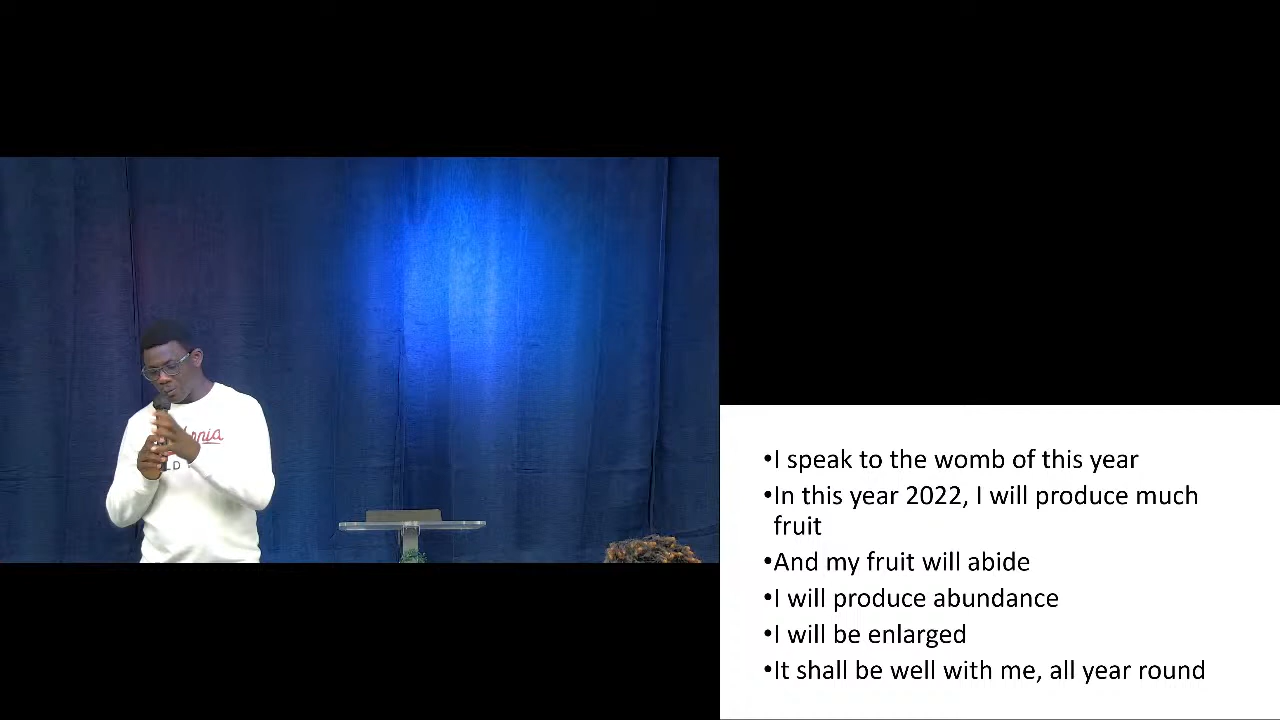 •I speak to the womb of this year
•In this year 2022, I will produce much
fruit
•And my fruit will abide
•I will produce abundance
•I will be enlarged
•It shall be well with me, all year round